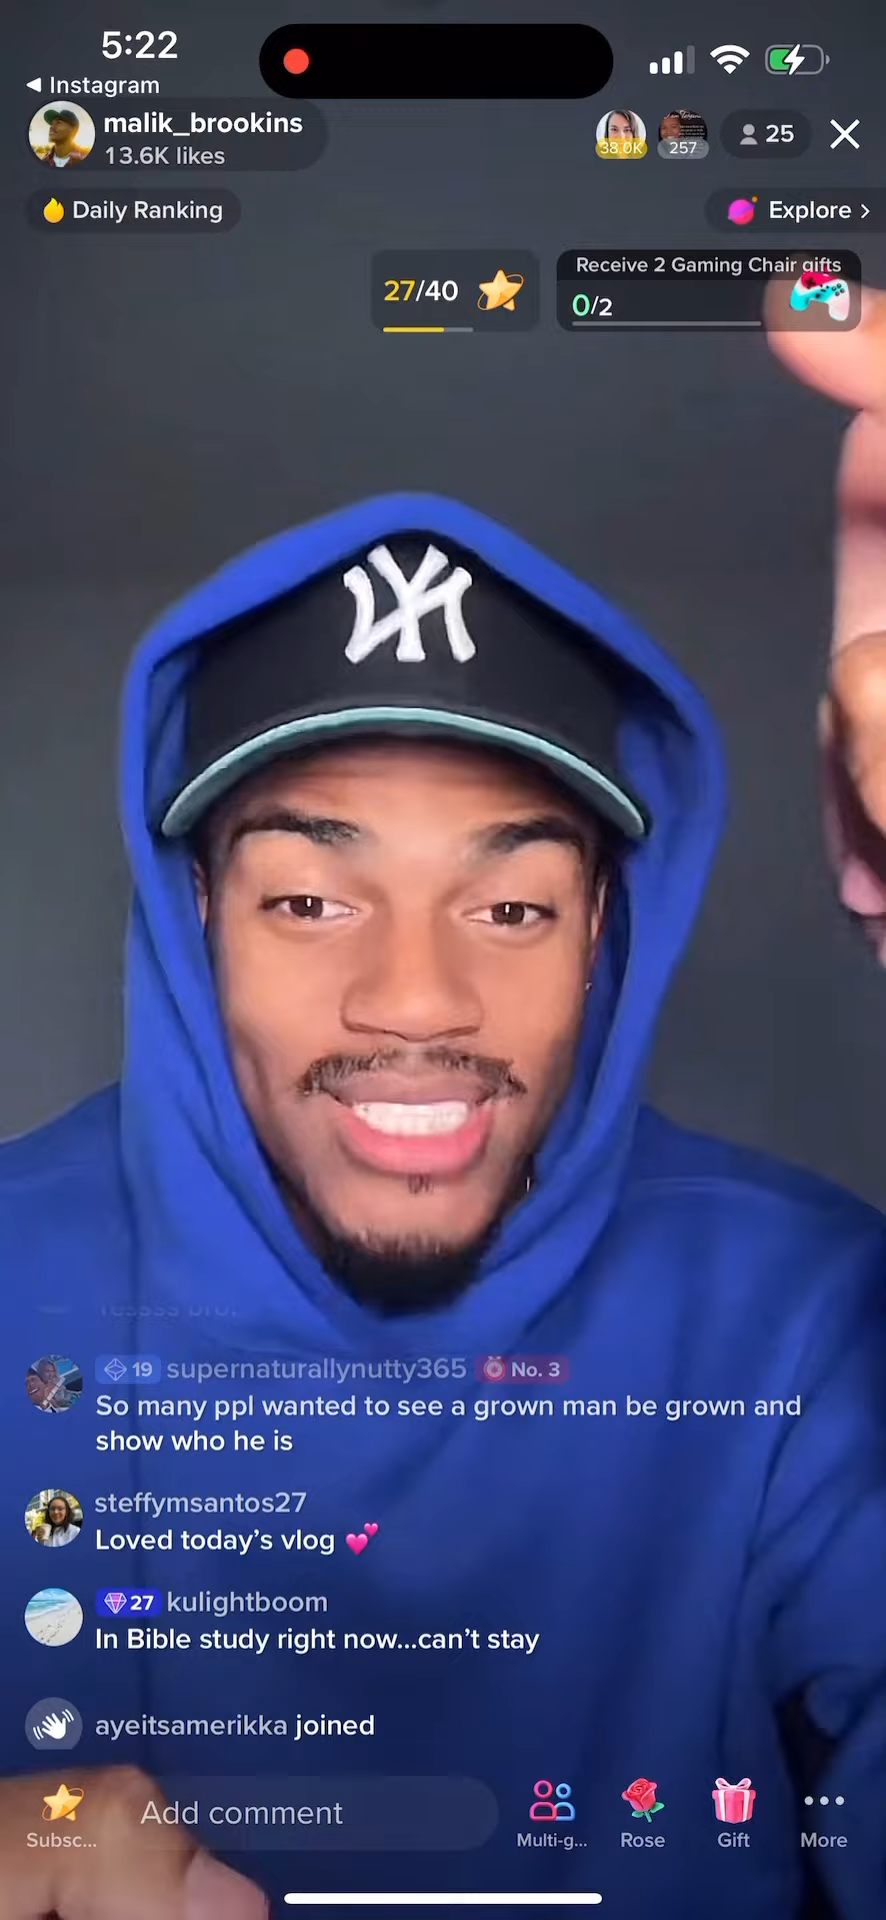 5:22
Instagram
malik_brookins
13.6K likes
38.0K
257
25
Daily Ranking
Explore
27/40
Receive 2 Gaming Chair gifts
0/2
NY
19 supernaturallynutty365 No. 3
So many ppl wanted to see a grown man be grown and
show who he is
steffymsantos27
Loved today’s vlog 💕
27 kulightboom
In Bible study right now...can’t stay
ayeitsamerikka joined
Subsc...
Add comment
Multi-g...
Rose
Gift
More